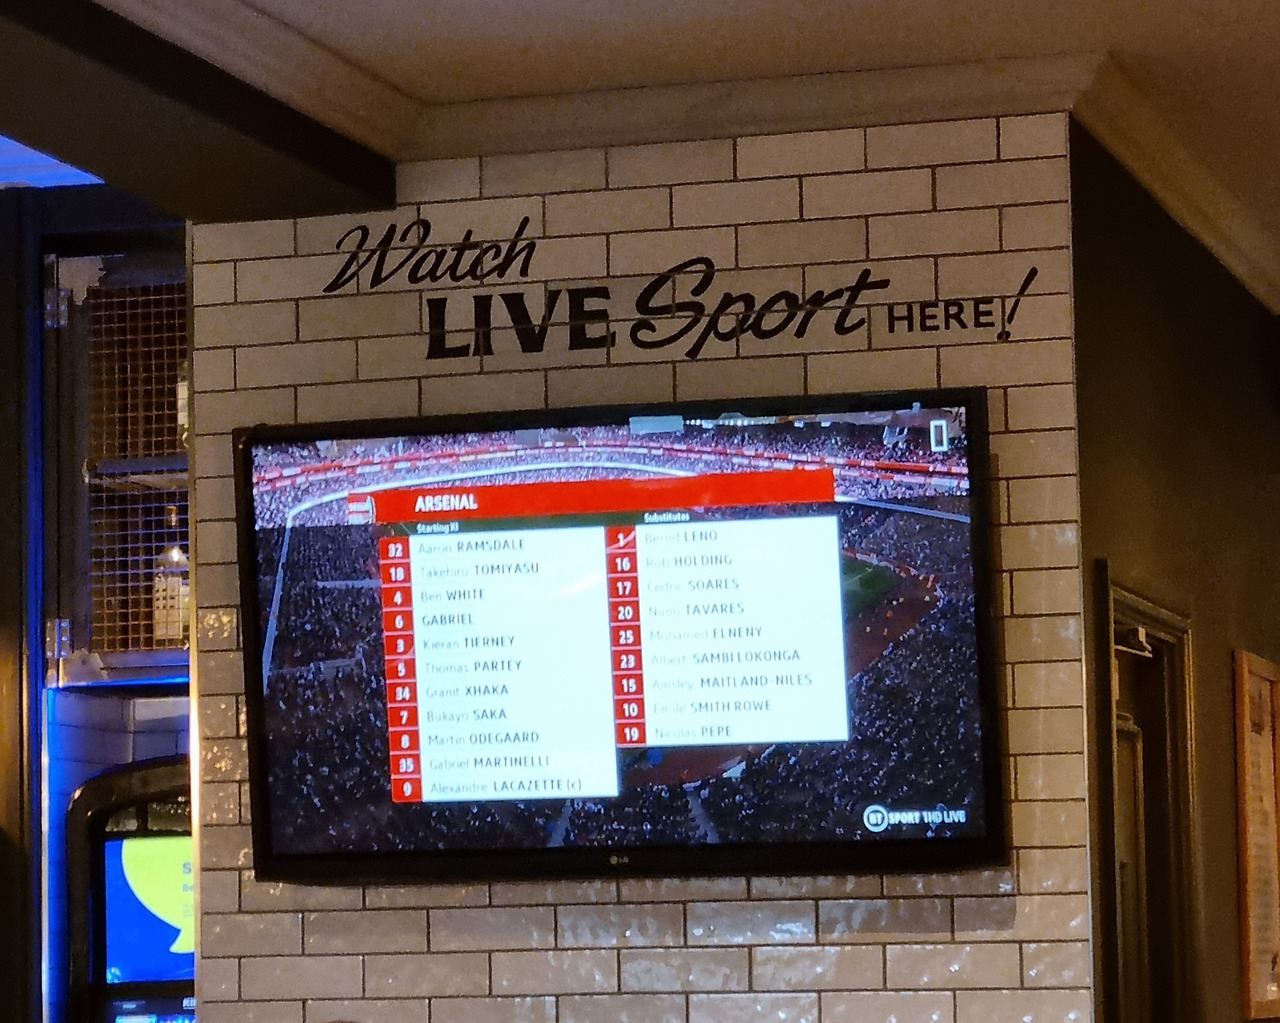 Watch
LIVE Sport HERE!
ARSENAL
Starting XI
32 Aaron RAMSDALE
18 Takehiro TOMIYASU
4 Ben WHITE
6 GABRIEL
3 Kieran TIERNEY
5 Thomas PARTEY
34 Granit XHAKA
7 Bukayo SAKA
8 Martin ODEGAARD
35 Gabriel MARTINELLI
9 Alexandre LACAZETTE (c)
Substitutes
1 Bernd LENO
16 Rob HOLDING
17 Cedric SOARES
20 Nuno TAVARES
25 Mohamed ELNENY
23 Albert SAMBI LOKONGA
15 Ainsley MAITLAND-NILES
10 Emile SMITH ROWE
19 Nicolas PEPE
BT SPORT 1HD LIVE
LG